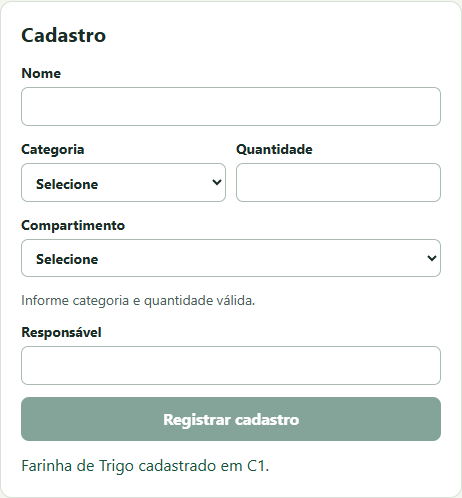 Cadastro
Nome
Categoria Quantidade
Selecione
Compartimento
Selecione
Informe categoria e quantidade válida.
Responsável
Registrar cadastro
Farinha de Trigo cadastrado em C1.